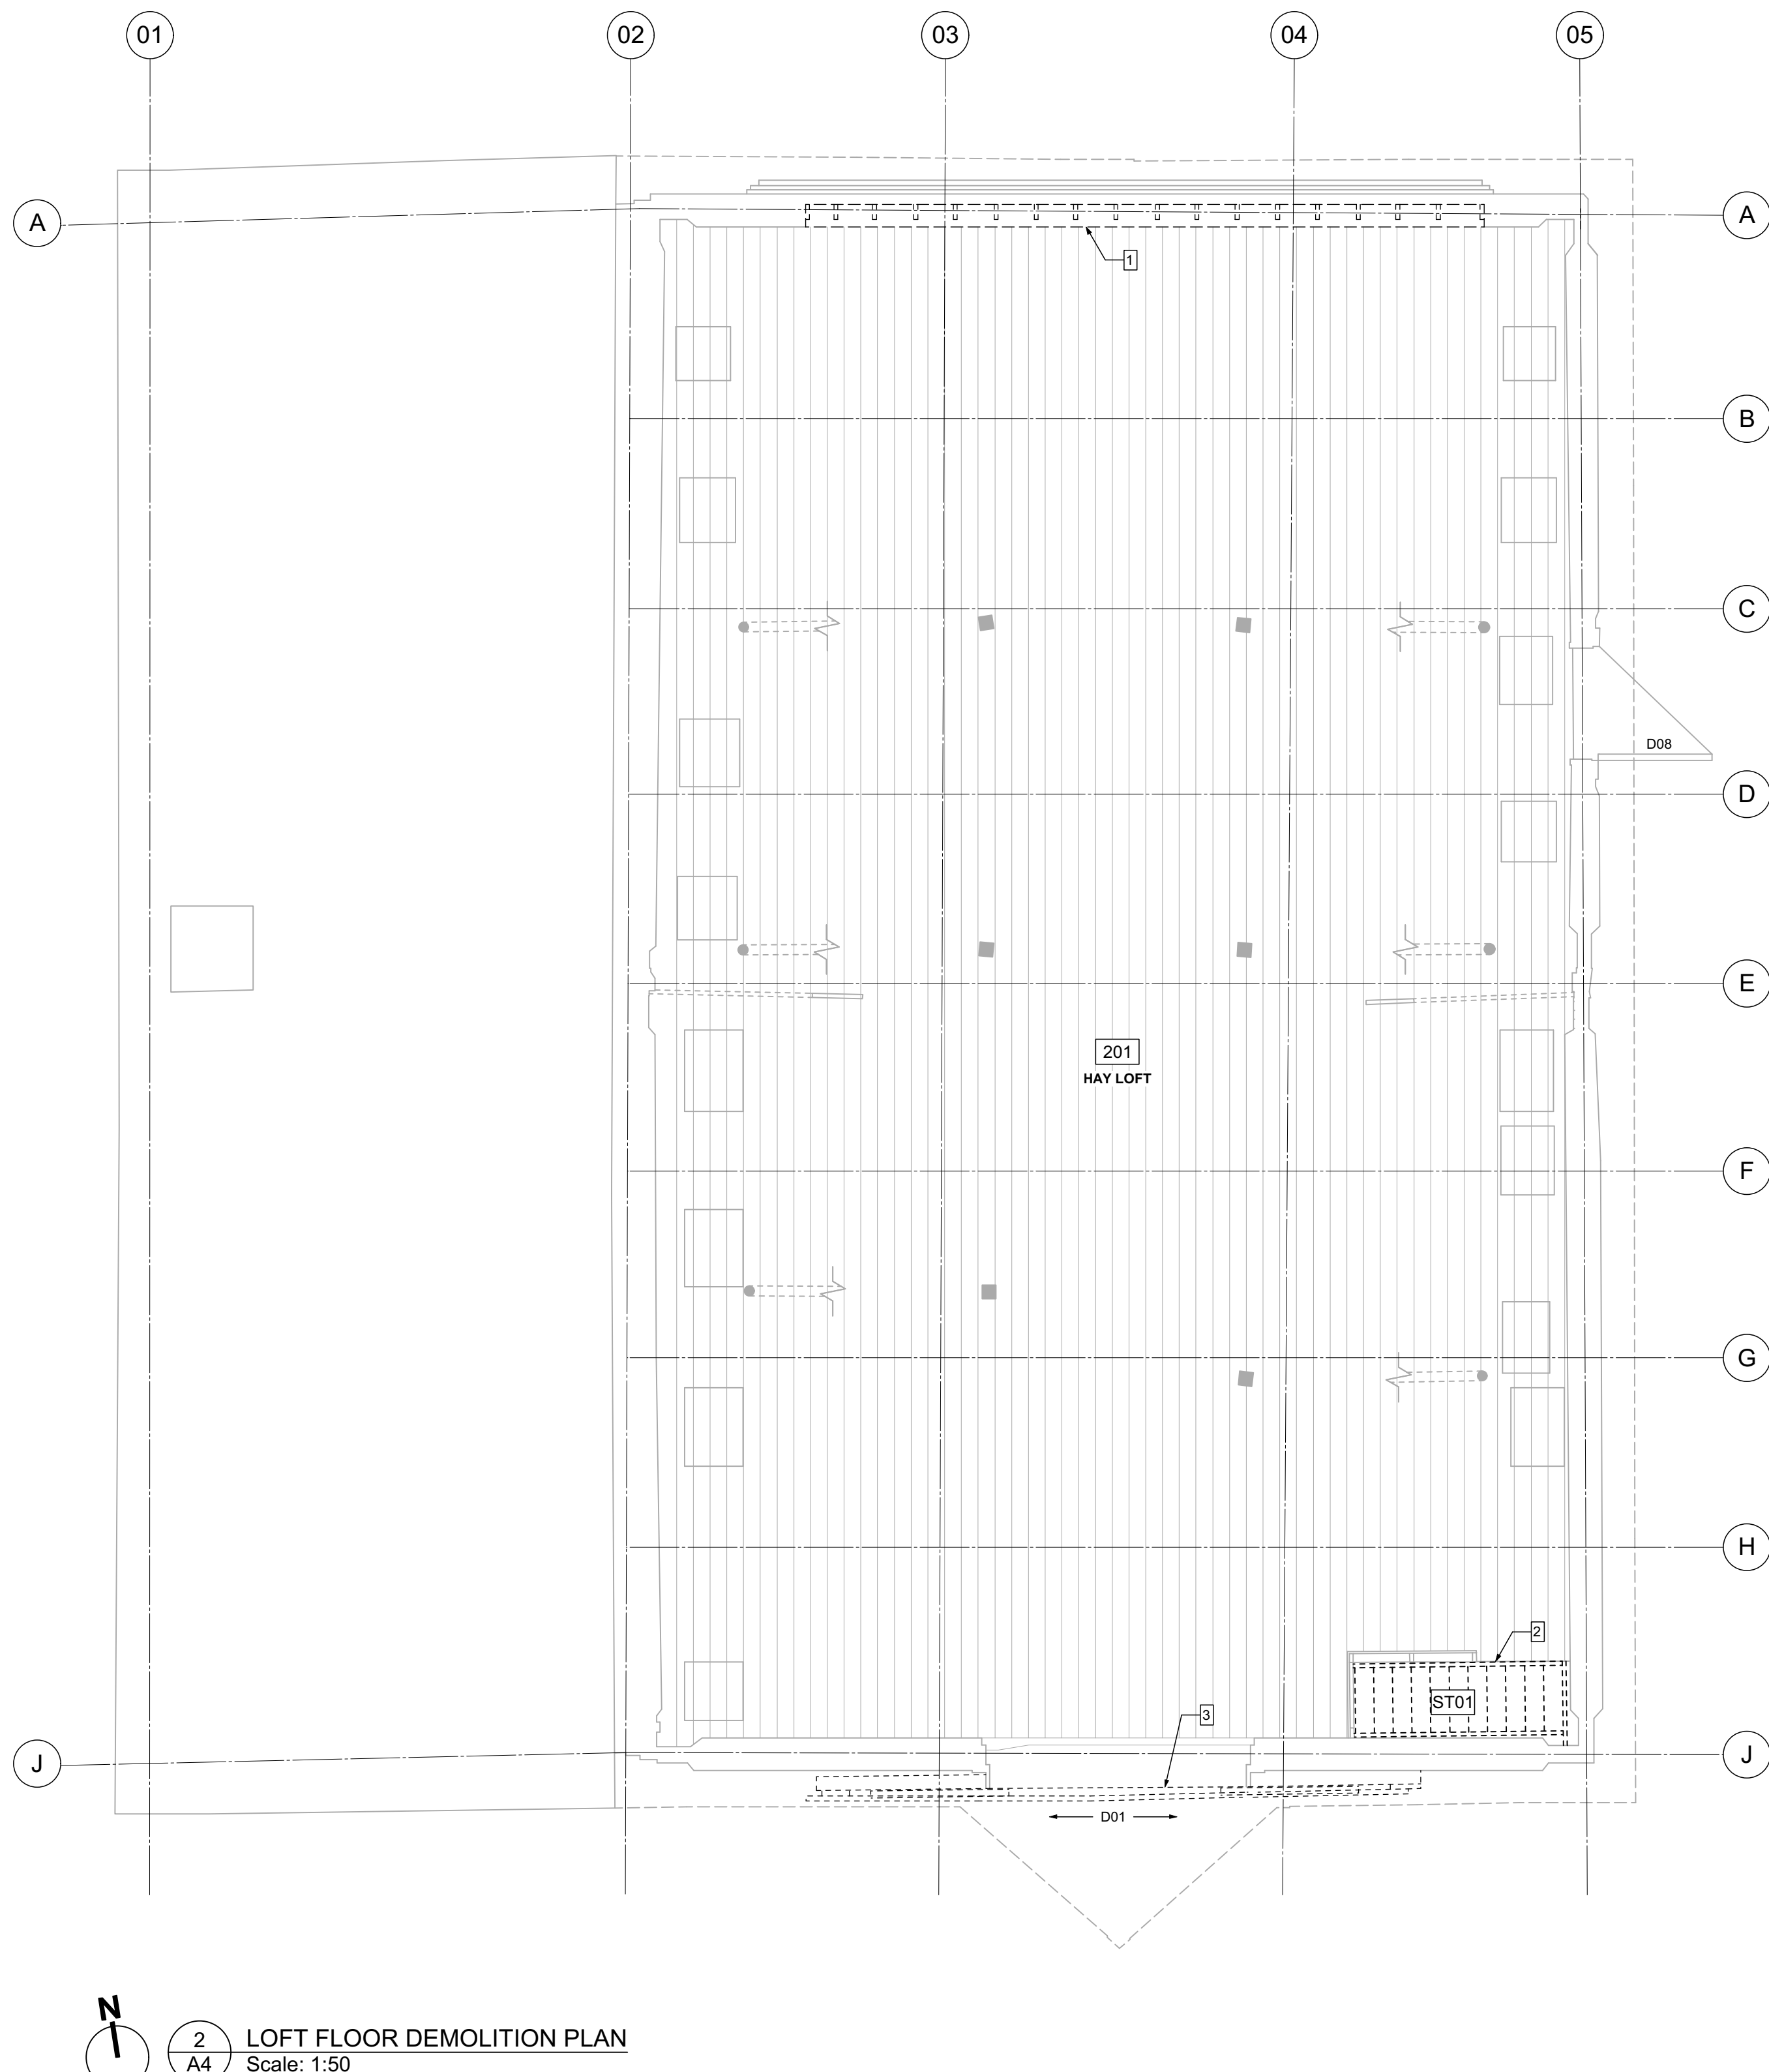 01 02 03 04 05
A A
1
B
C
D08
D
E
201
HAY LOFT
F
G
H
2
ST01
3
J J
D01
N
2 LOFT FLOOR DEMOLITION PLAN
A4 Scale: 1:50